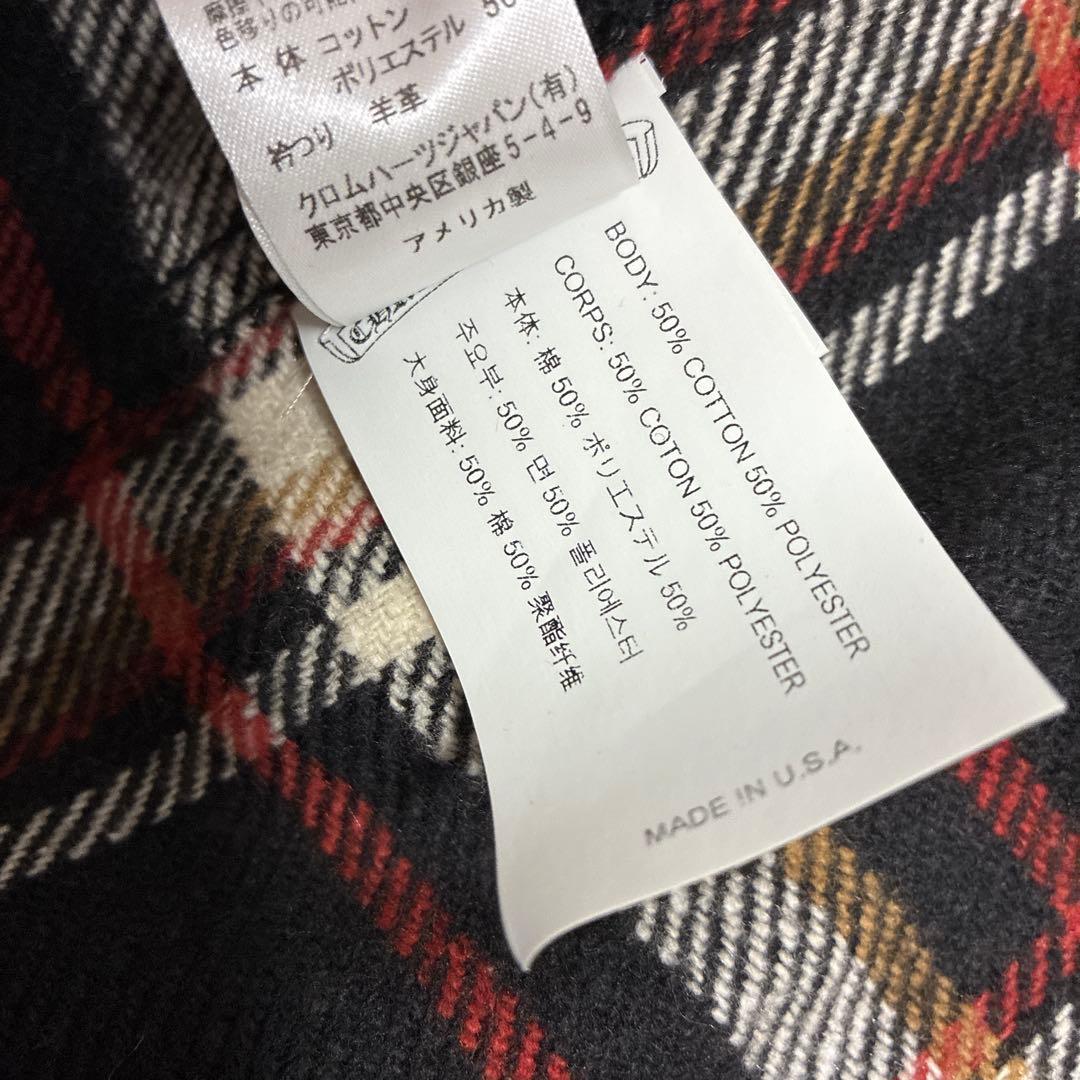 色移りの可能
本体 コットン
ポリエステル 50
衿つり 羊革
クロムハーツジャパン(有)
東京都中央区銀座5-4-9
アメリカ製
BODY: 50% COTTON 50% POLYESTER
CORPS: 50% COTON 50% POLYESTER
本体: 棉 50% ポリエステル 50%
주요부: 50% 면 50% 폴리에스터
大身面料: 50% 棉 50% 聚酯纤维
MADE IN U.S.A.